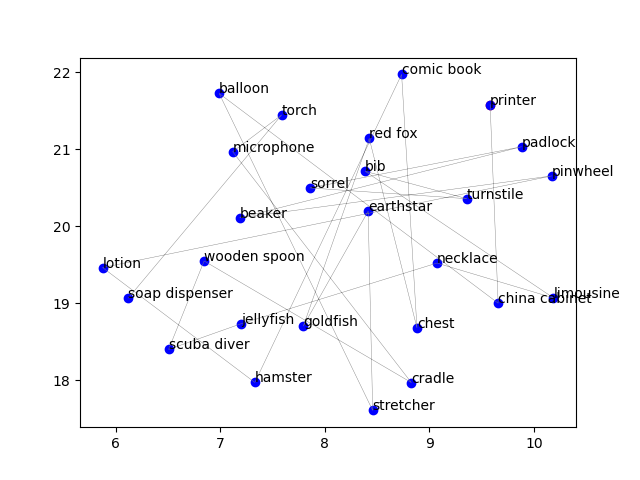 22
comic book
balloon
printer
torch
red fox
padlock
21
microphone
bib
pinwheel
sorrel
turnstile
beaker
earthstar
20
lotion
wooden spoon
necklace
soap dispenser
china cabinet
limousine
19
jellyfish
goldfish
chest
scuba diver
hamster
cradle
18
stretcher
6
7
8
9
10